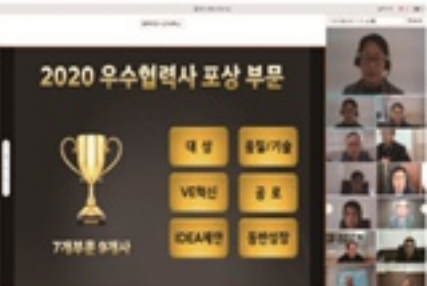 2020 우수협력사 포상 부문
대 상
품질/기술
VE혁신
공 로
IDEA제안
동반성장
7개부문 9개사